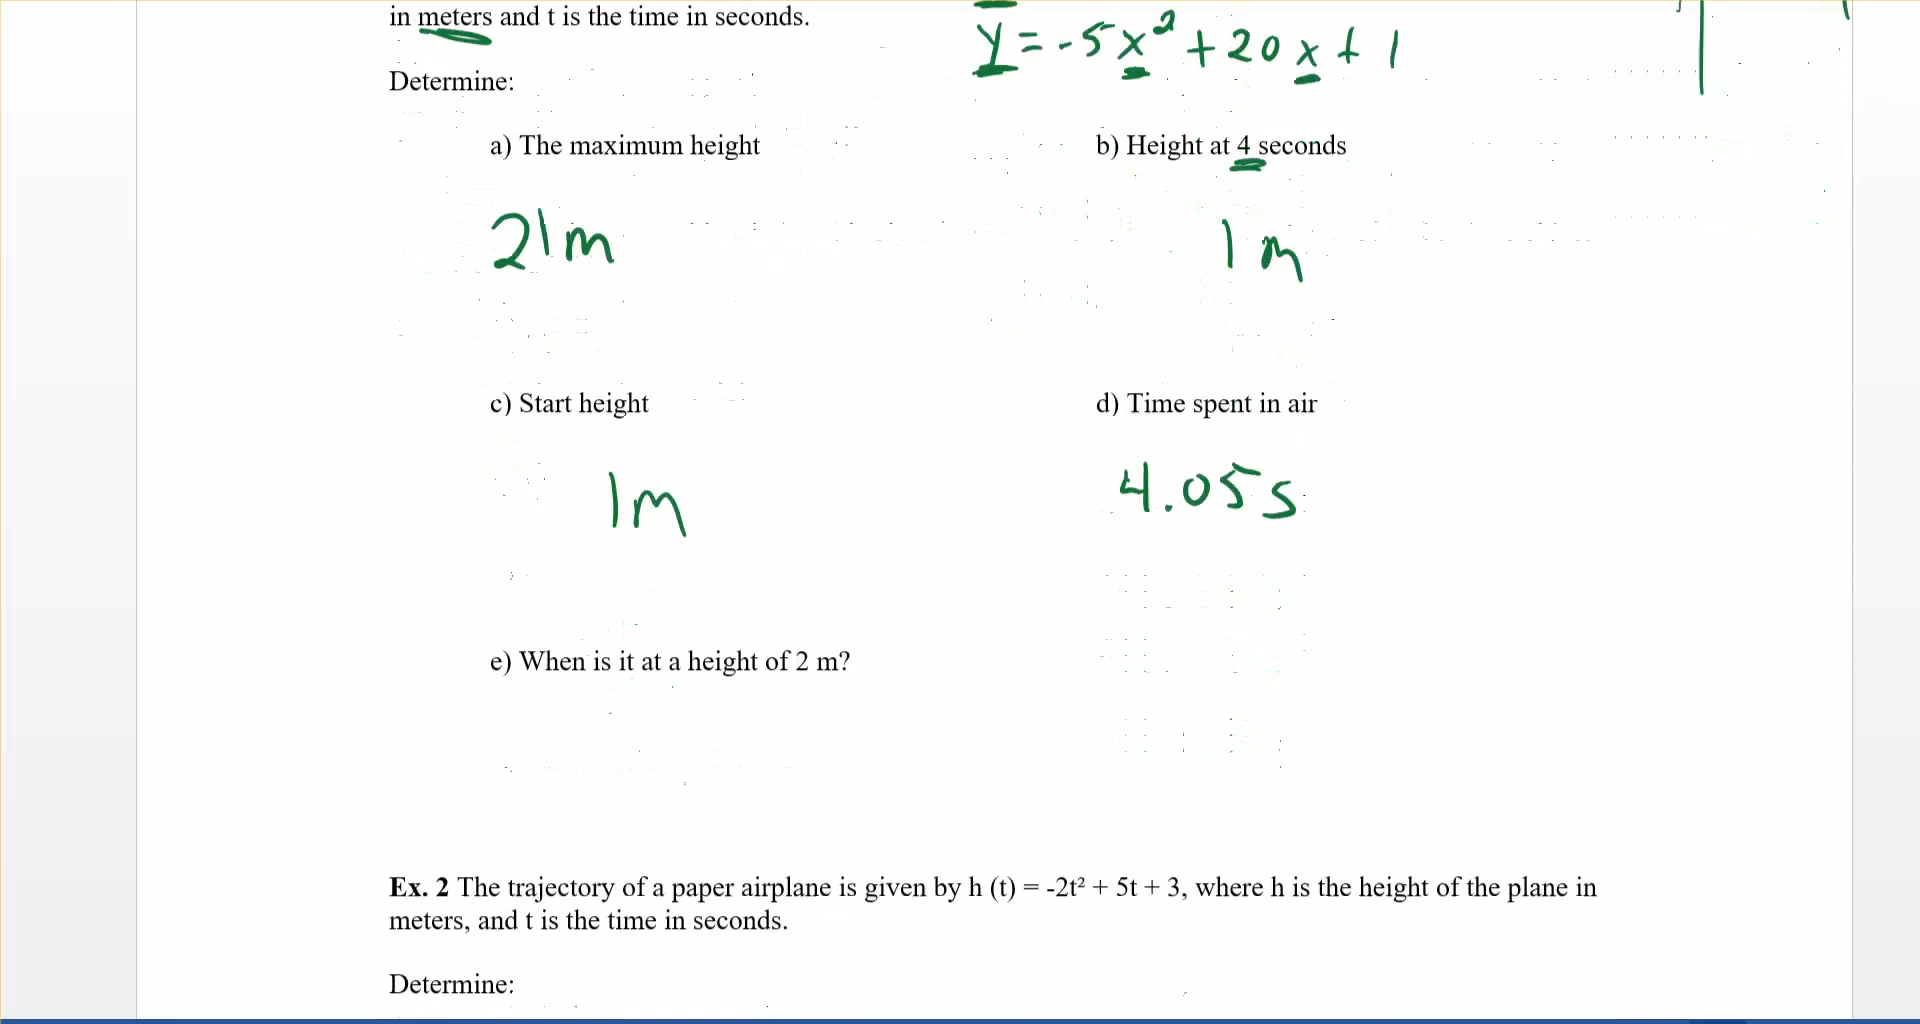 in meters and t is the time in seconds.
y = -5x² + 20x + 1
Determine:
a) The maximum height
b) Height at 4 seconds
21m
1 m
c) Start height
d) Time spent in air
1m
4.05s
e) When is it at a height of 2 m?
Ex. 2 The trajectory of a paper airplane is given by h (t) = -2t² + 5t + 3, where h is the height of the plane in
meters, and t is the time in seconds.
Determine: